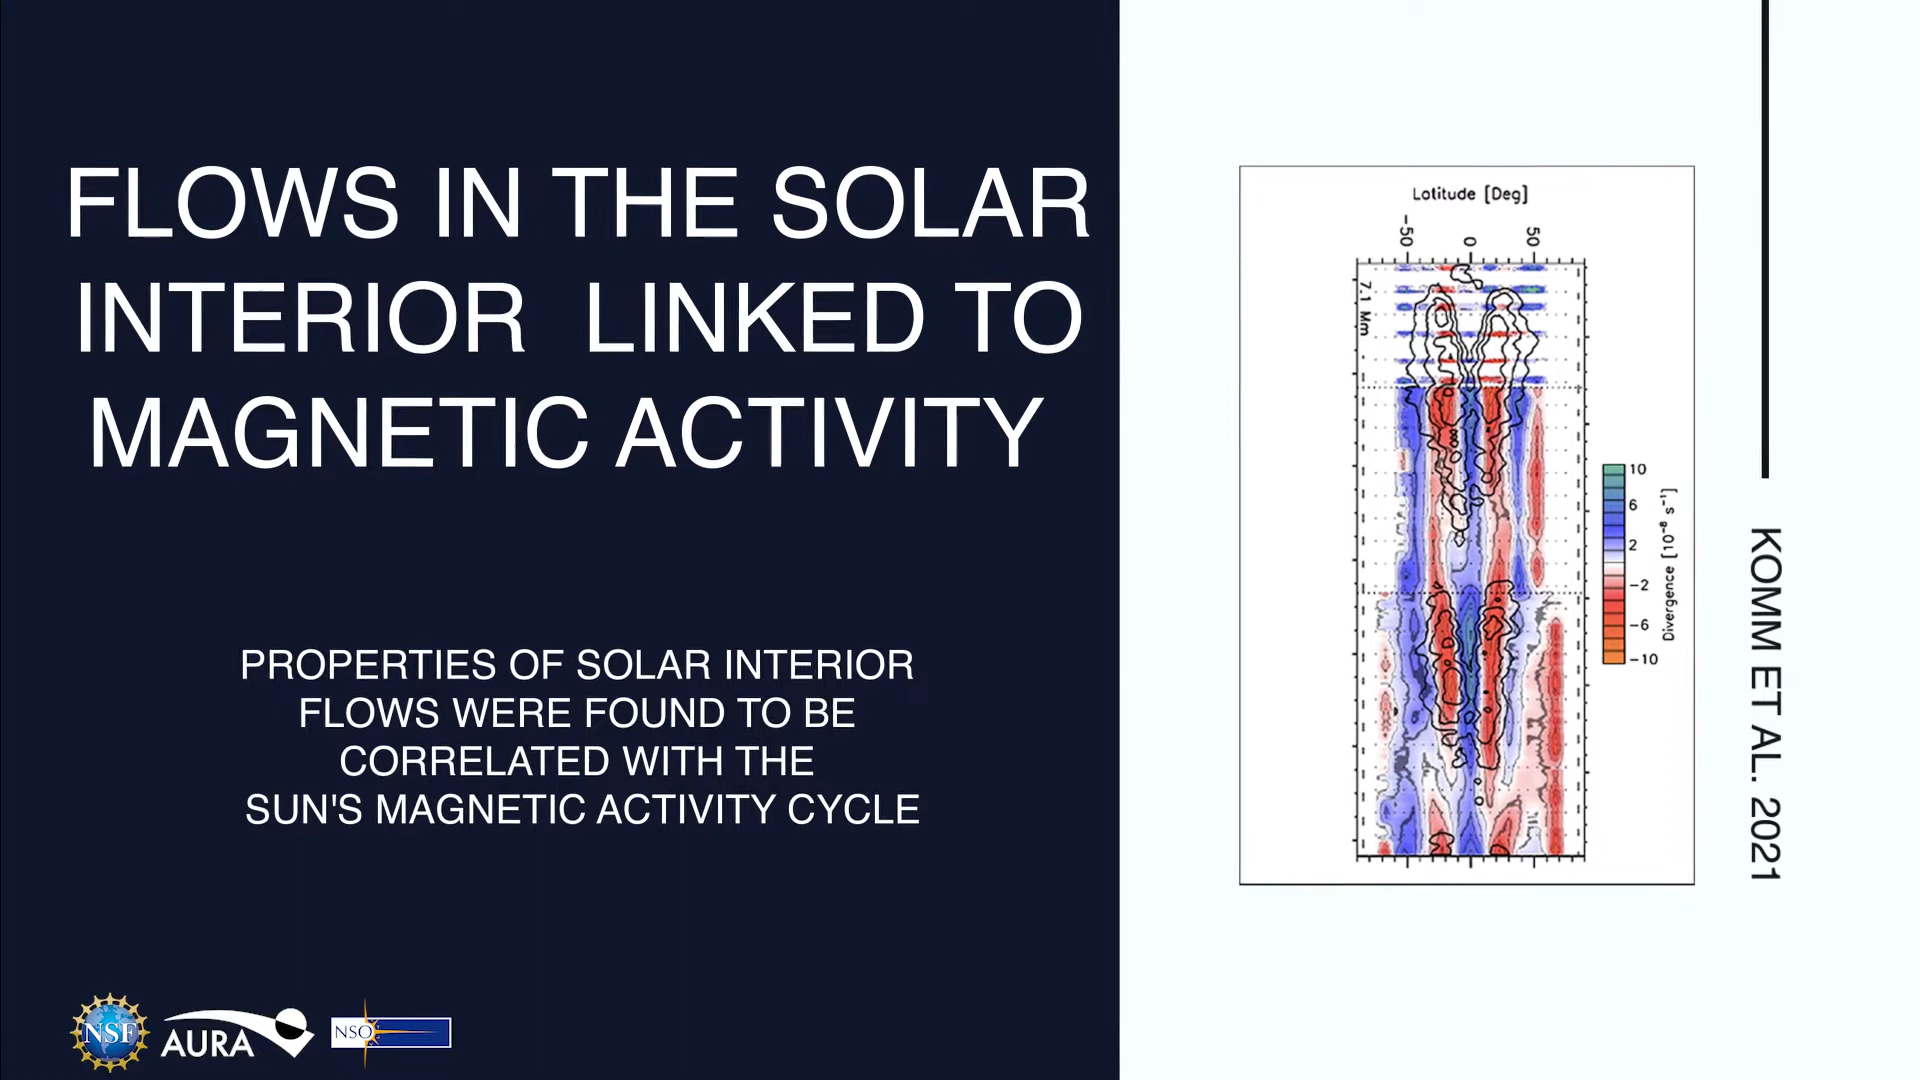 FLOWS IN THE SOLAR
INTERIOR LINKED TO
MAGNETIC ACTIVITY
PROPERTIES OF SOLAR INTERIOR
FLOWS WERE FOUND TO BE
CORRELATED WITH THE
SUN'S MAGNETIC ACTIVITY CYCLE
NSF
AURA
NSO
Latitude [Deg]
-50 0 50
7.1 Mm
10
6
2
-2
-6
-10
Divergence [10⁻⁸ s⁻¹]
KOMM ET AL. 2021